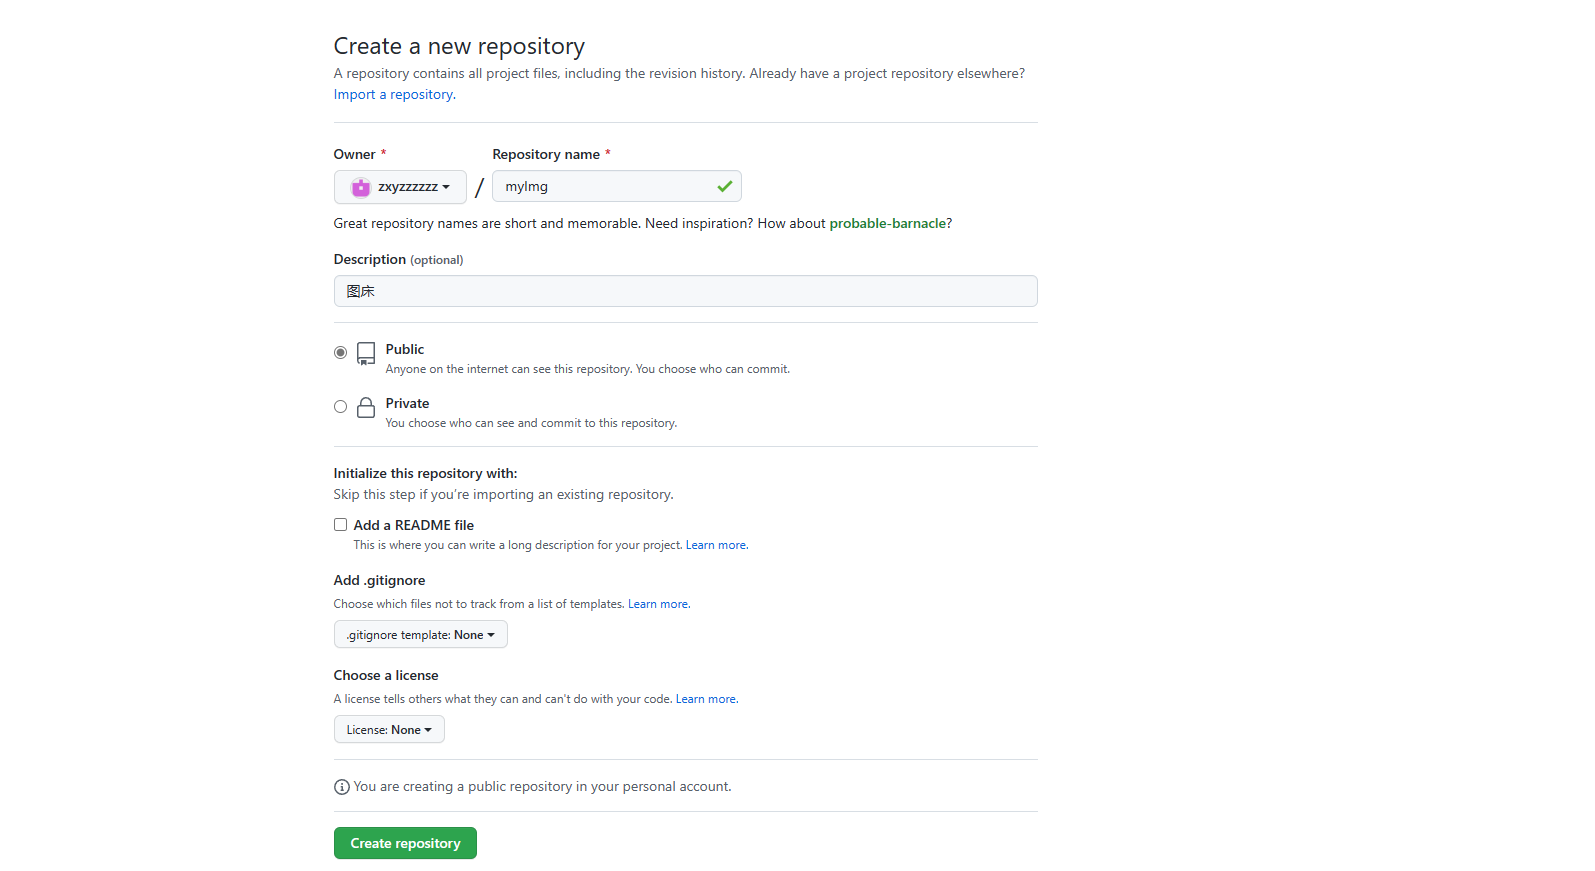 Create a new repository
A repository contains all project files, including the revision history. Already have a project repository elsewhere?
Import a repository.
Owner * Repository name *
zxyzzzzzz / myImg
Great repository names are short and memorable. Need inspiration? How about probable-barnacle?
Description (optional)
图床
Public
Anyone on the internet can see this repository. You choose who can commit.
Private
You choose who can see and commit to this repository.
Initialize this repository with:
Skip this step if you're importing an existing repository.
Add a README file
This is where you can write a long description for your project. Learn more.
Add .gitignore
Choose which files not to track from a list of templates. Learn more.
.gitignore template: None
Choose a license
A license tells others what they can and can't do with your code. Learn more.
License: None
You are creating a public repository in your personal account.
Create repository